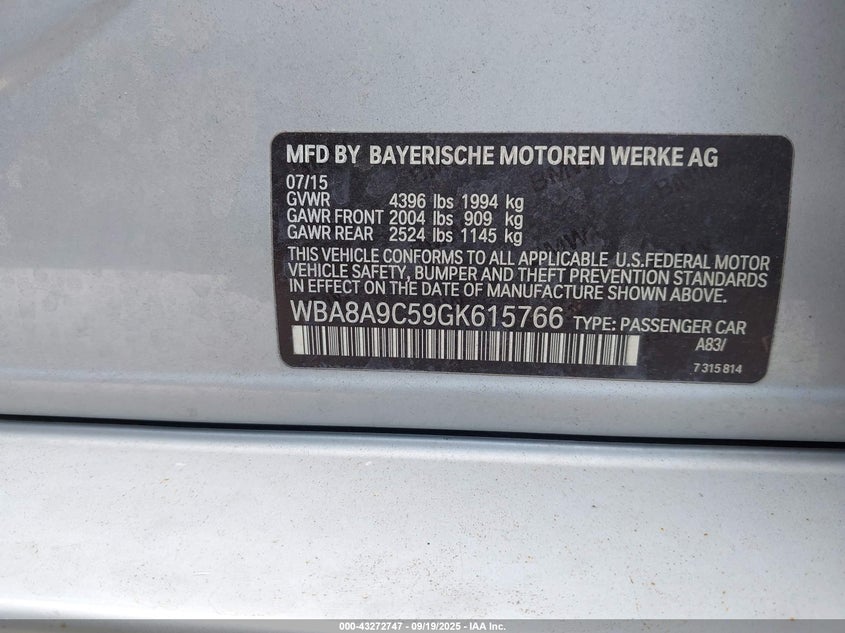 MFD BY BAYERISCHE MOTOREN WERKE AG
07/15
GVWR 4396 lbs 1994 kg
GAWR FRONT 2004 lbs 909 kg
GAWR REAR 2524 lbs 1145 kg
THIS VEHICLE CONFORMS TO ALL APPLICABLE U.S.FEDERAL MOTOR
VEHICLE SAFETY, BUMPER AND THEFT PREVENTION STANDARDS
IN EFFECT ON THE DATE OF MANUFACTURE SHOWN ABOVE.
WBA8A9C59GK615766 TYPE: PASSENGER CAR
A83/
7 315 814
000-43272747 - 09/19/2025 - IAA Inc.